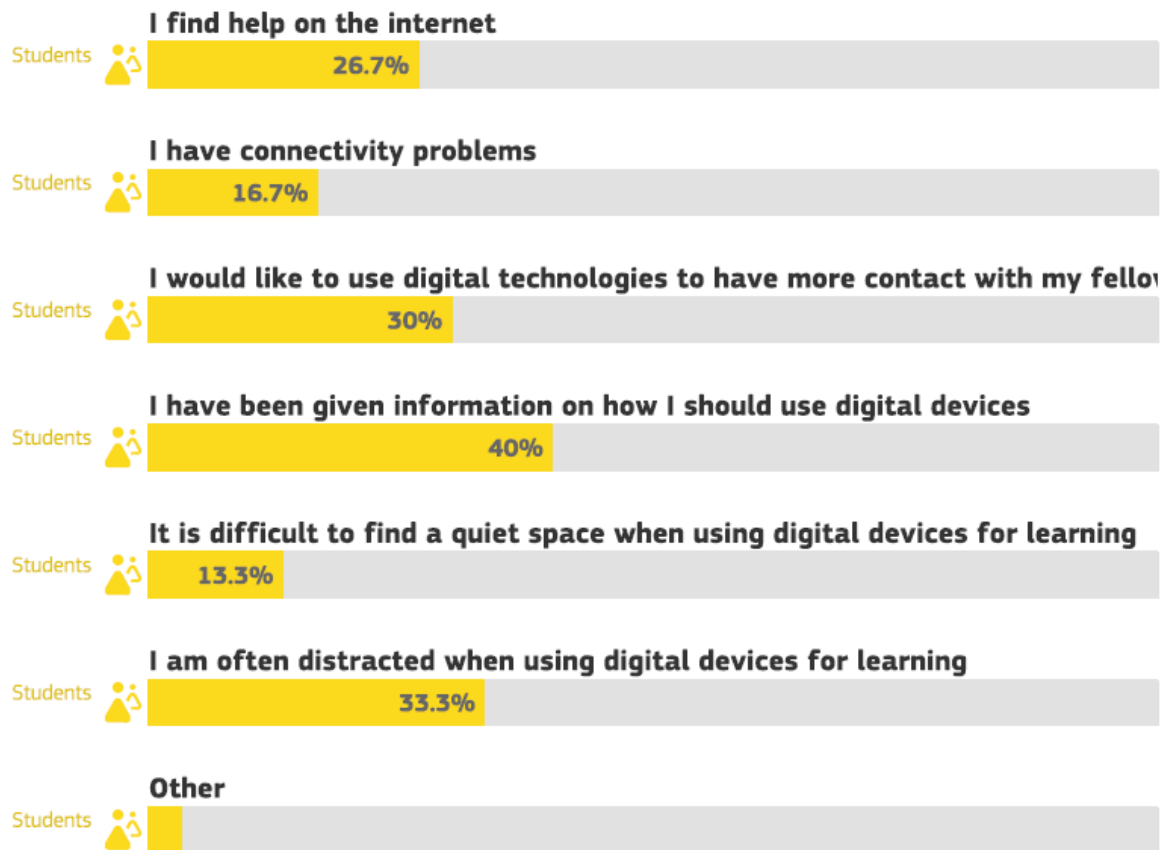 I find help on the internet
Students
26.7%
I have connectivity problems
Students
16.7%
I would like to use digital technologies to have more contact with my
Students
30%
I have been given information on how I should use digital devices
Students
40%
It is difficult to find a quiet space when using digital devices for learning
Students
13.3%
I am often distracted when using digital devices for learning
Students
33.3%
Other
Students